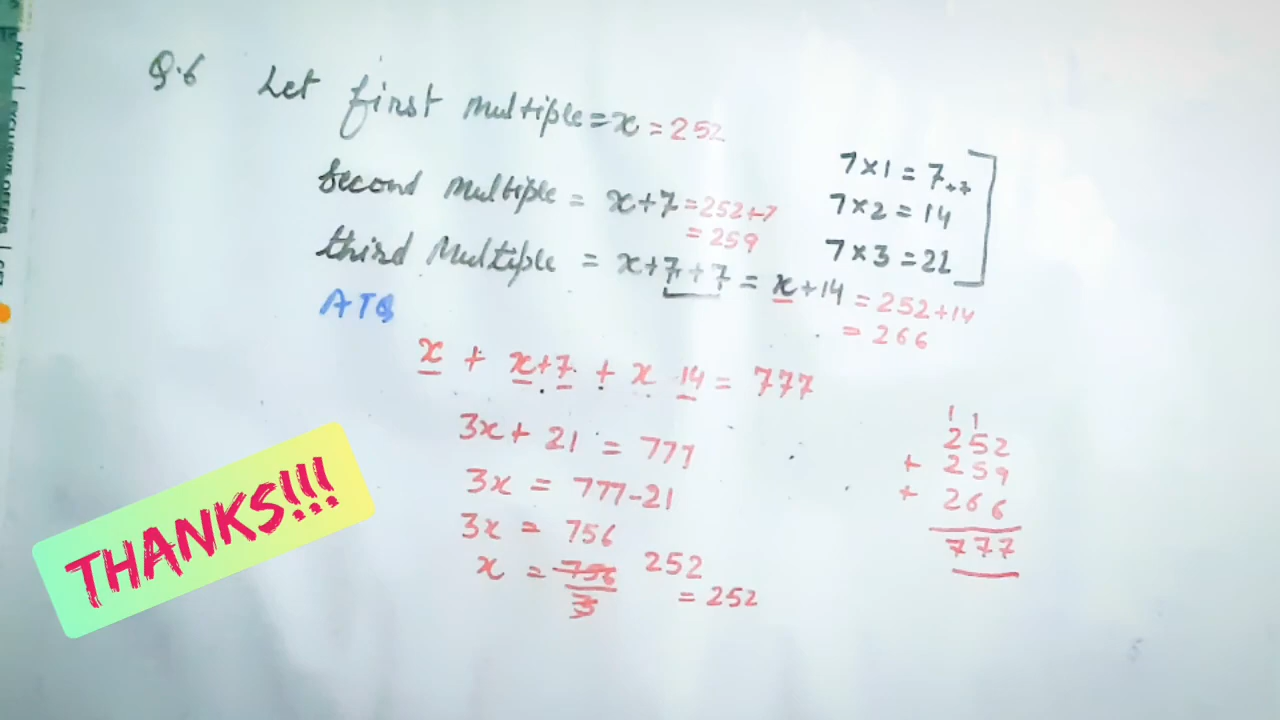 Q.6 Let first multiple = x = 252
Second multiple = x+7 = 252+7
= 259
third Multiple = x+7+7 = x+14 = 252+14
= 266
7×1 = 7+7
7×2 = 14
7×3 = 21
ATQ
x + x+7 + x 14 = 777
3x + 21 = 777
3x = 777-21
3x = 756
x = 756 252
3 = 252
1 1
252
+ 259
+ 266
777
THANKS!!!